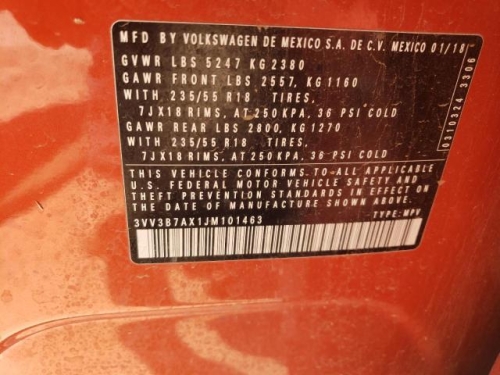 MFD BY VOLKSWAGEN DE MEXICO S.A. DE C.V. MEXICO 01/18
GVWR LBS 5247 KG 2380
GAWR FRONT LBS 2557, KG 1160
WITH 235/55 R18 TIRES,
7JX18 RIMS, AT 250 KPA, 36 PSI COLD
GAWR REAR LBS 2800, KG 1270
WITH 235/55 R18 TIRES,
7JX18 RIMS, AT 250 KPA, 36 PSI COLD
THIS VEHICLE CONFORMS TO ALL APPLICABLE
U.S. FEDERAL MOTOR VEHICLE SAFETY AND
THEFT PREVENTION STANDARDS IN EFFECT ON
THE DATE OF MANUFACTURE SHOWN ABOVE.
3VV3B7AX1JM101463 TYPE: MPV
0310324 3306